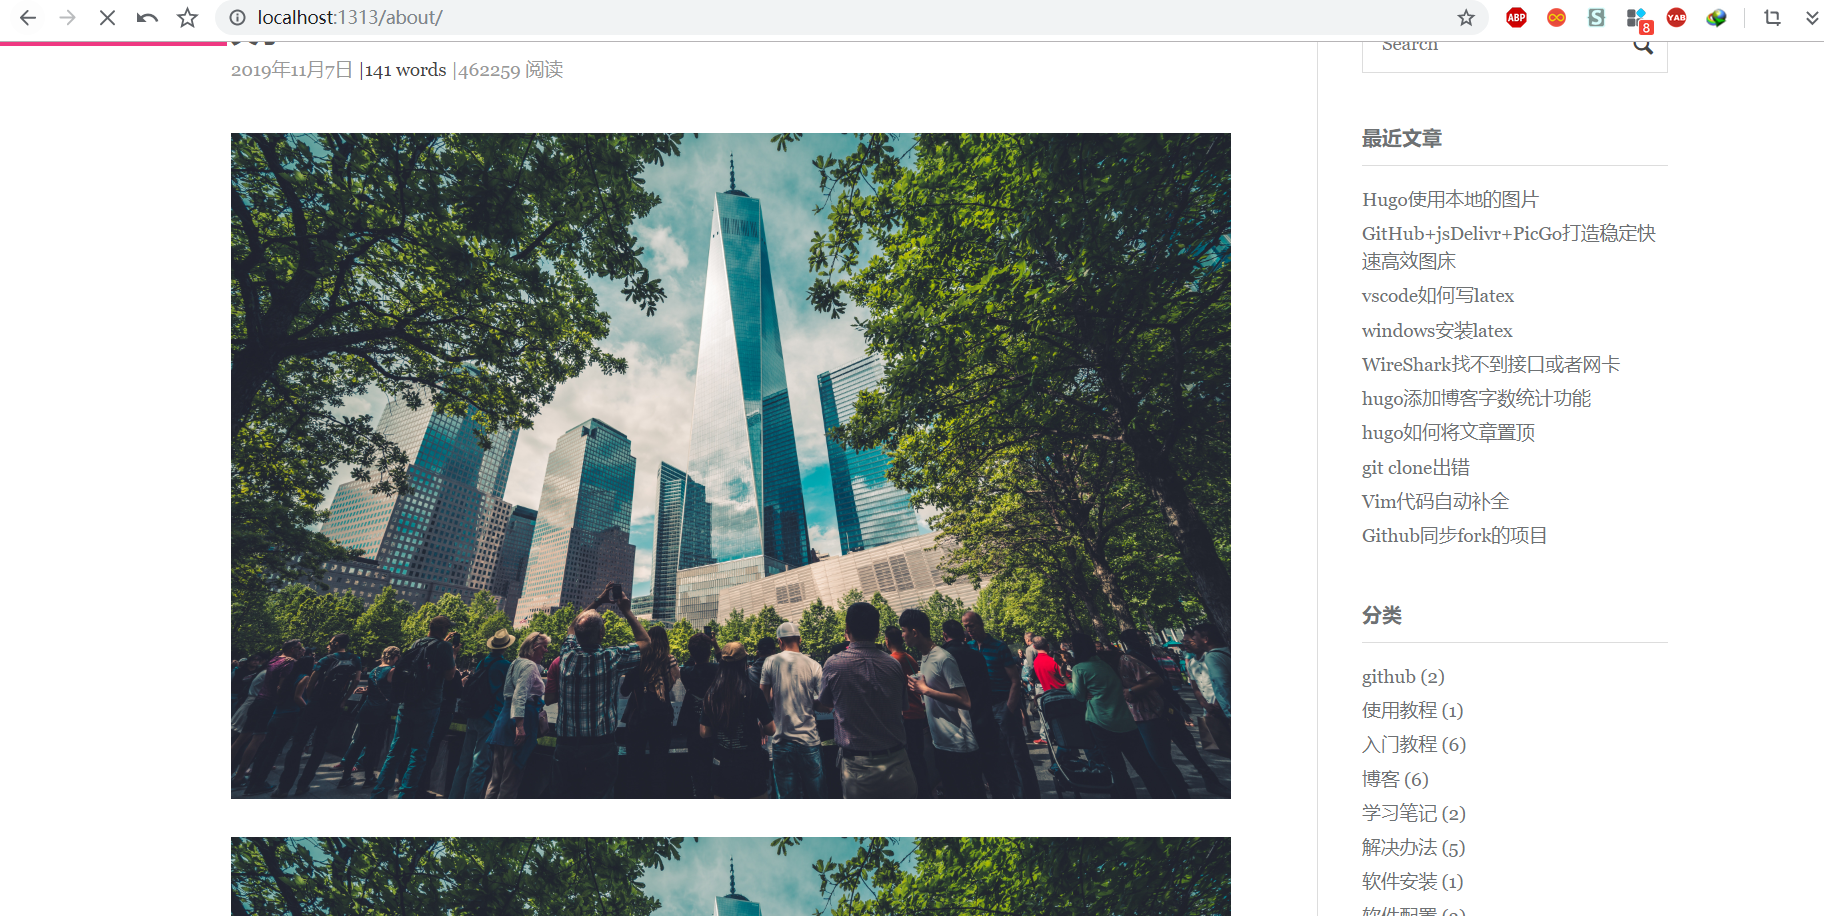 localhost:1313/about/
ABP
8
YAB
2019年11月7日 |141 words |462259 阅读
Search
最近文章
Hugo使用本地的图片
GitHub+jsDelivr+PicGo打造稳定快
速高效图床
vscode如何写latex
windows安装latex
WireShark找不到接口或者网卡
hugo添加博客字数统计功能
hugo如何将文章置顶
git clone出错
Vim代码自动补全
Github同步fork的项目
分类
github (2)
使用教程 (1)
入门教程 (6)
博客 (6)
学习笔记 (2)
解决办法 (5)
软件安装 (1)